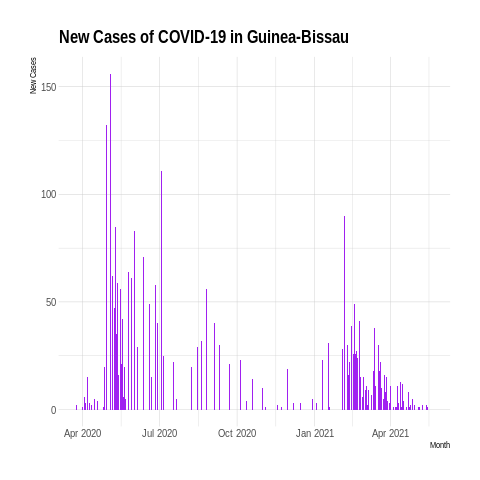 New Cases of COVID-19 in Guinea-Bissau
New Cases
150
100
50
0
Apr 2020 Jul 2020 Oct 2020 Jan 2021 Apr 2021
Month